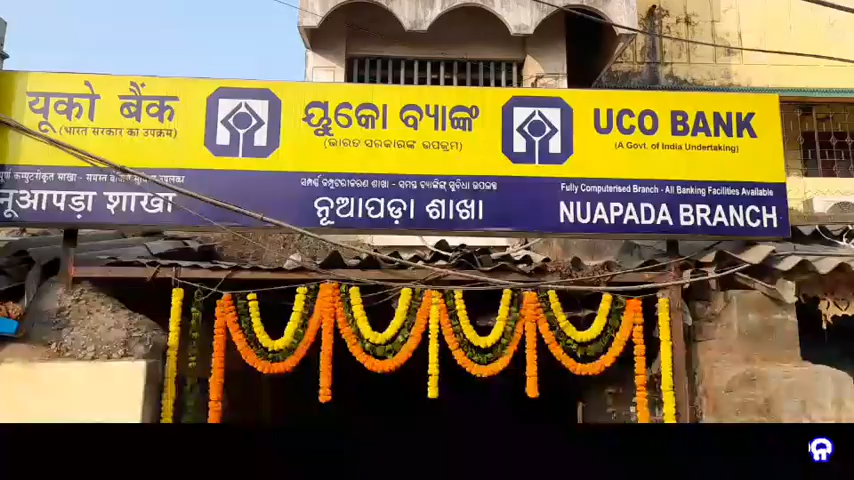 यूको बैंक
(भारत सरकार का उपक्रम)
ୟୁକୋ ବ୍ୟାଙ୍କ
(ଭାରତ ସରକାରଙ୍କ ଉପକ୍ରମ)
UCO BANK
(A Govt. of India Undertaking)
ସମ୍ପୂର୍ଣ୍ଣ କମ୍ପୁଟରୀକରଣ ଶାଖା - ସମସ୍ତ ବ୍ୟାଙ୍କିଙ୍ଗ୍ ସୁବିଧା ଉପଲବ୍ଧ
Fully Computerised Branch - All Banking Facilities Available
नूआपड़ा शाखा
ନୂଆପଡ଼ା ଶାଖା
NUAPADA BRANCH